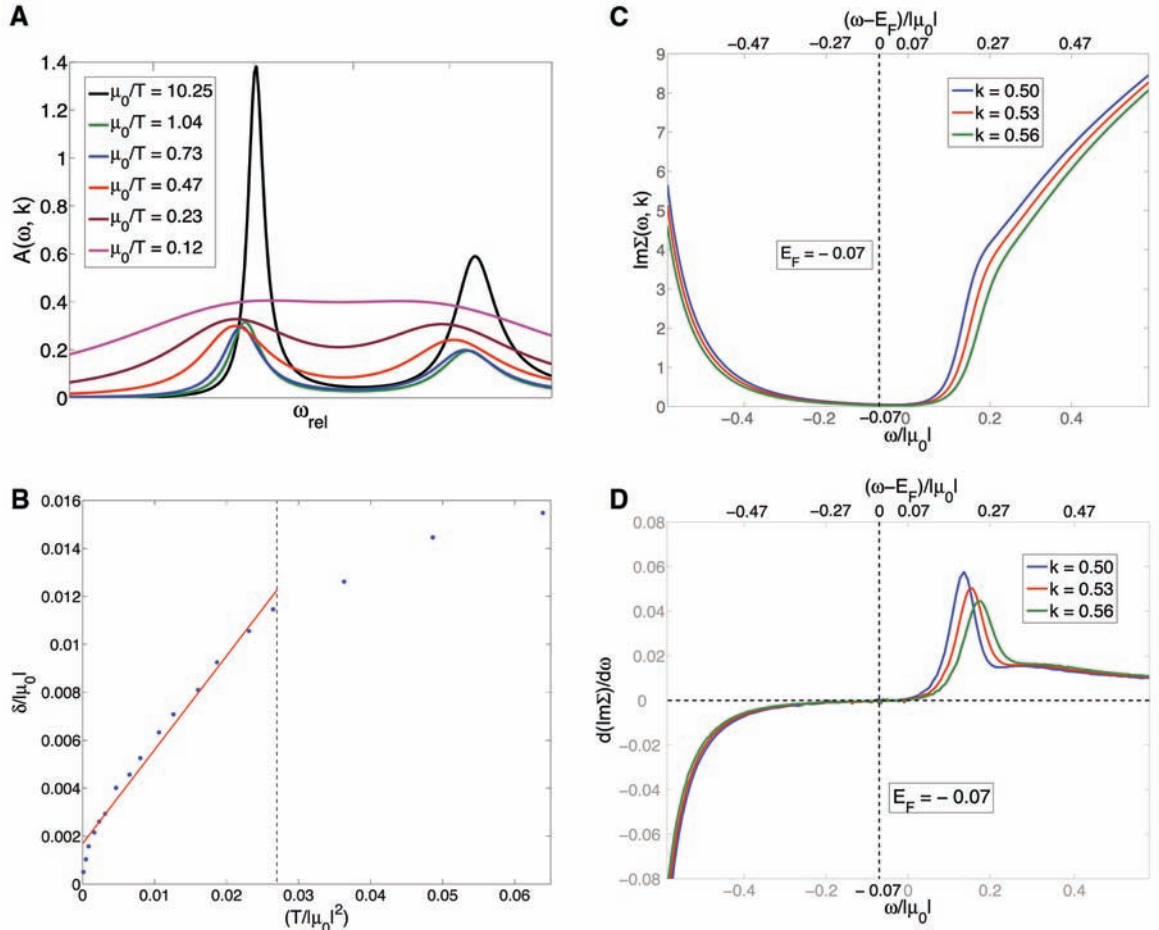 A
1.4
1.2
1
0.8
0.6
0.4
0.2
0
A(ω, k)
μ₀/T = 10.25
μ₀/T = 1.04
μ₀/T = 0.73
μ₀/T = 0.47
μ₀/T = 0.23
μ₀/T = 0.12
ω_rel
C
(ω−E_F)/|μ₀|
−0.47 −0.27 0 0.07 0.27 0.47
9
8
7
6
5
4
3
2
1
0
ImΣ(ω, k)
k = 0.50
k = 0.53
k = 0.56
E_F = − 0.07
−0.4 −0.2 −0.07 0 0.2 0.4
ω/|μ₀|
B
0.016
0.014
0.012
0.010
0.008
0.006
0.004
0.002
0
δ/|μ₀|
0 0.01 0.02 0.03 0.04 0.05 0.06
(T/|μ₀|²)
D
(ω−E_F)/|μ₀|
−0.47 −0.27 0 0.07 0.27 0.47
0.08
0.06
0.04
0.02
0
−0.02
−0.04
−0.06
−0.08
d(ImΣ)/dω
k = 0.50
k = 0.53
k = 0.56
E_F = − 0.07
−0.4 −0.2 −0.07 0 0.2 0.4
ω/|μ₀|